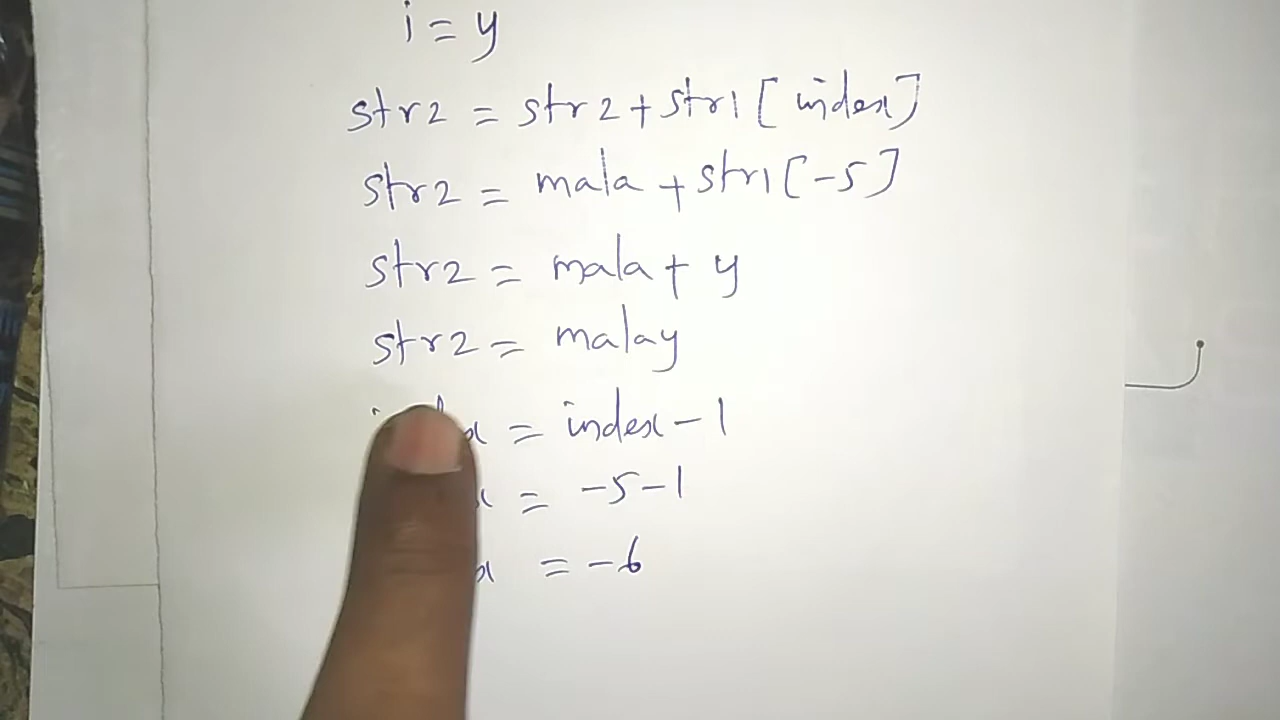 i = y
str2 = str2 + str1 [ index ]
str2 = mala + str1 [ -5 ]
str2 = mala + y
str2 = malay
= index - 1
= -5-1
= -6